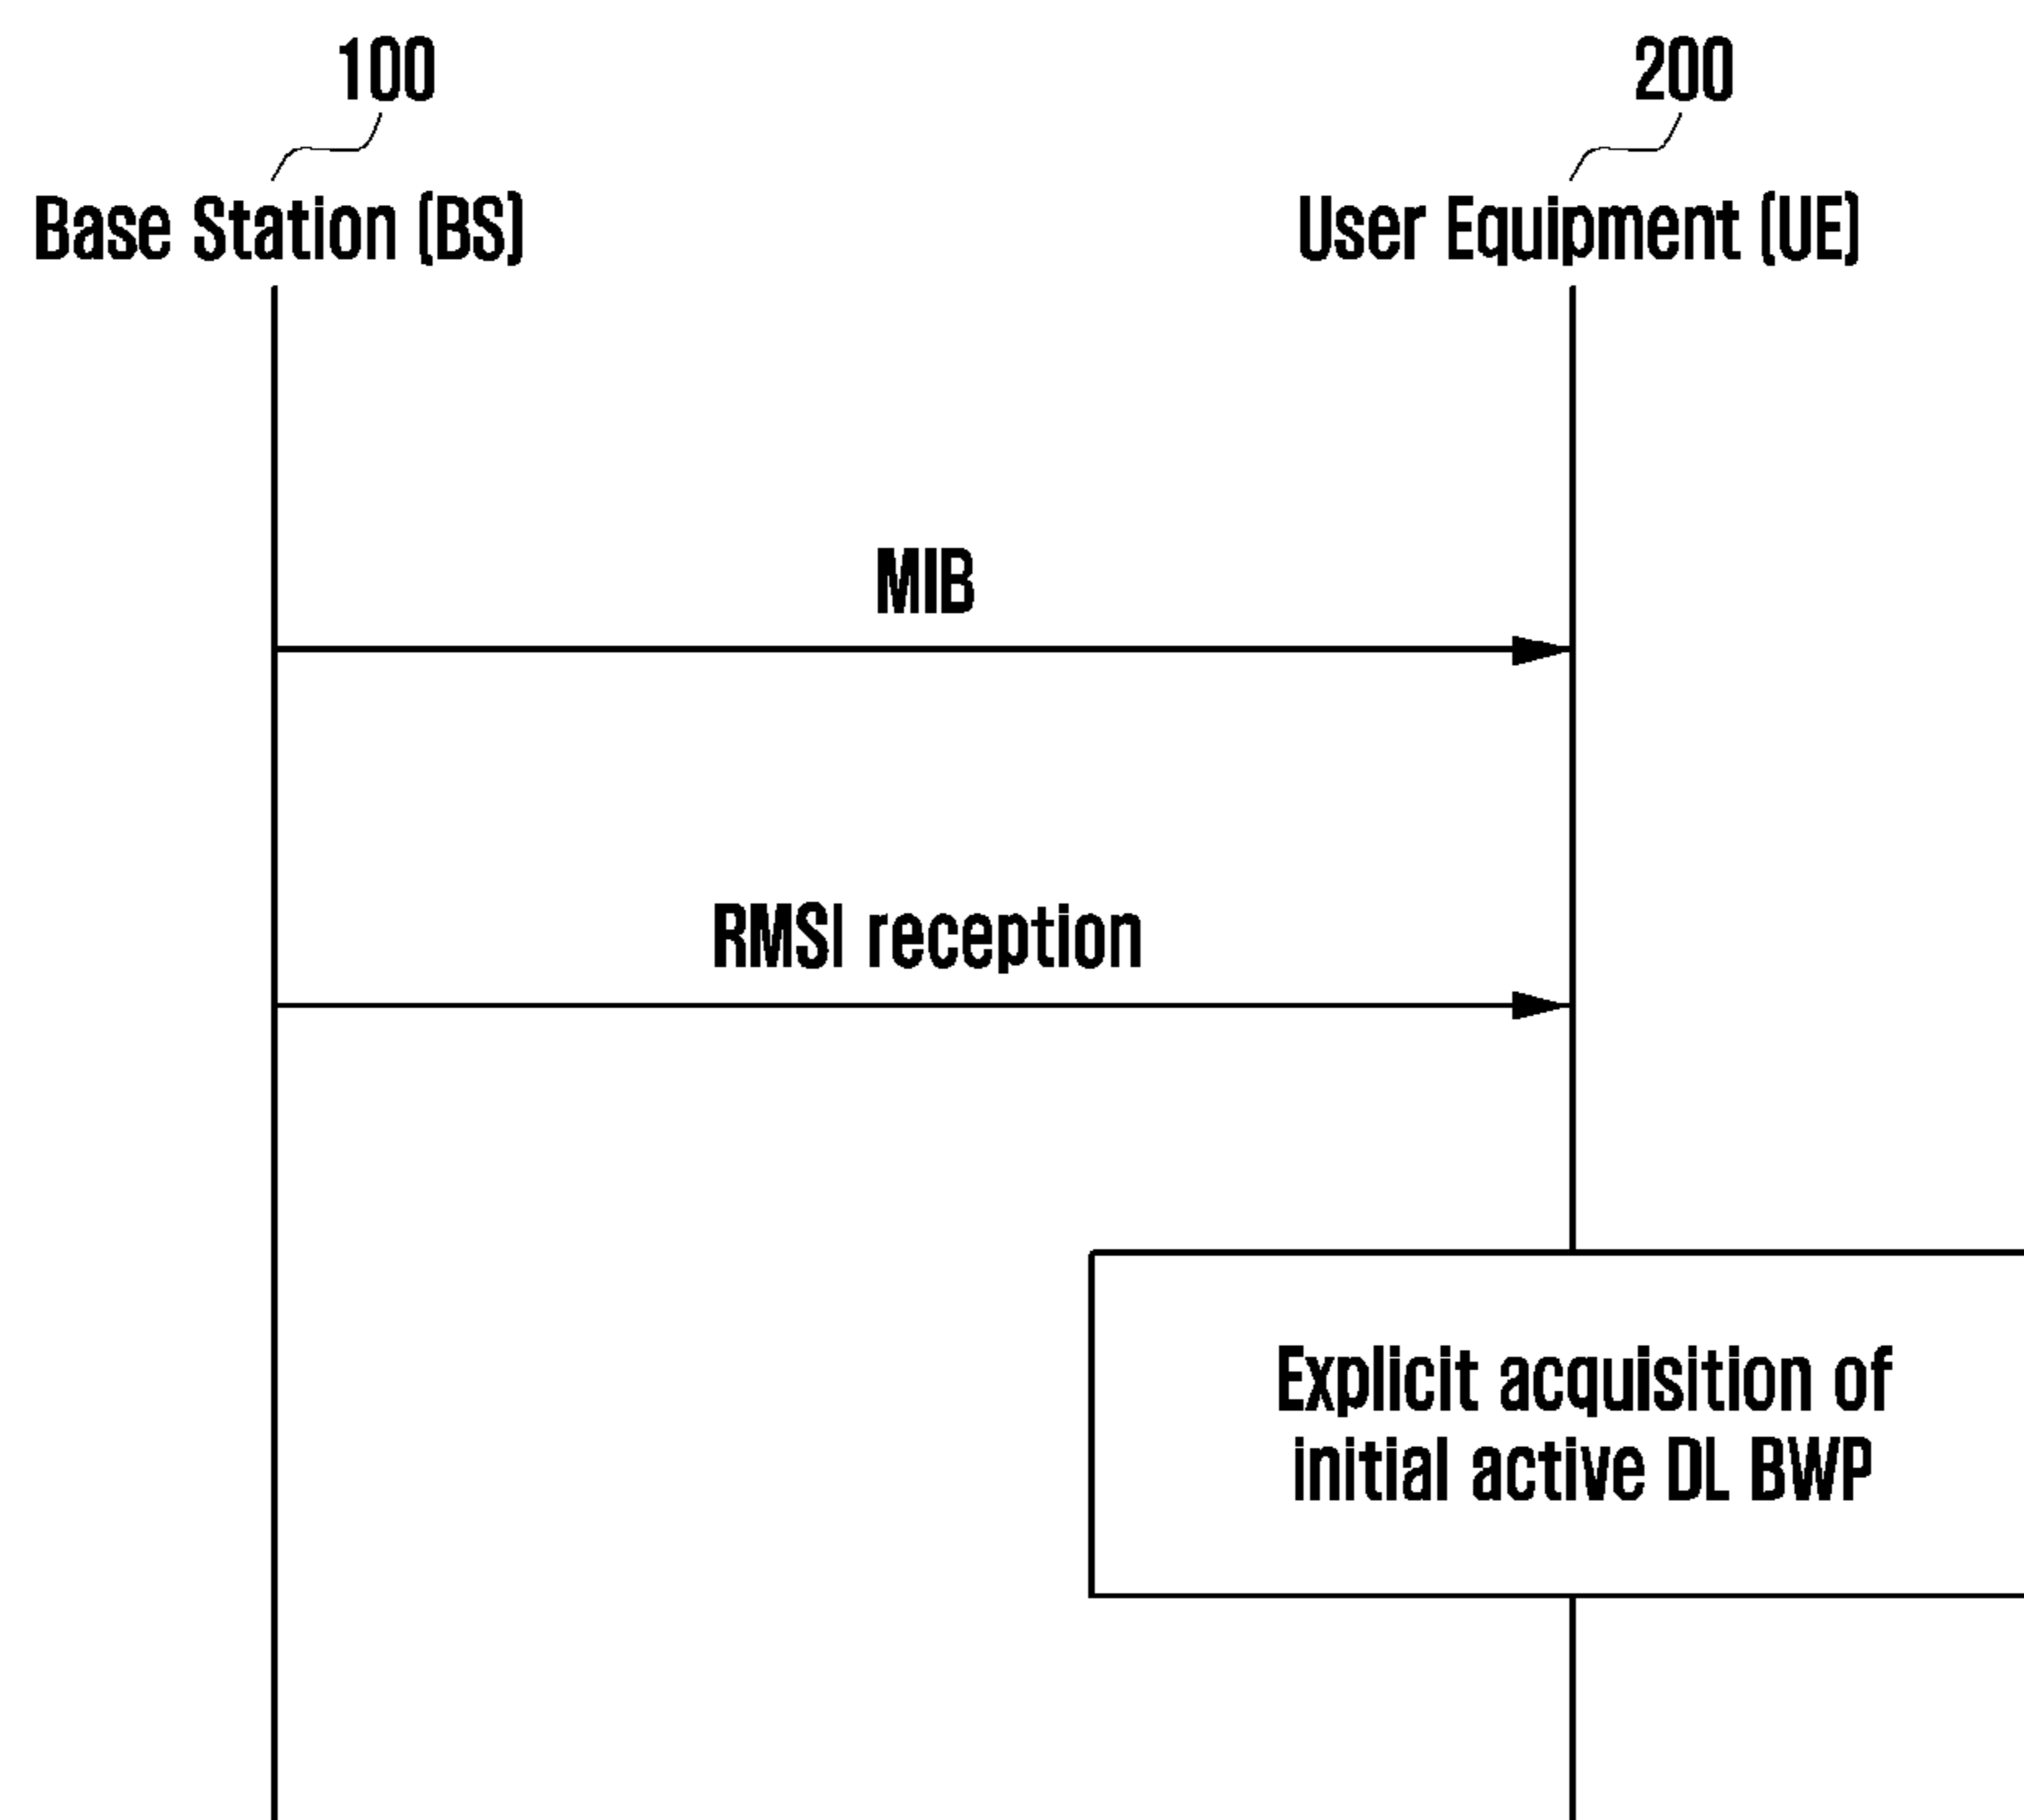 100
200
Base Station (BS)
User Equipment (UE)
MIB
RMSI reception
Explicit acquisition of
initial active DL BWP